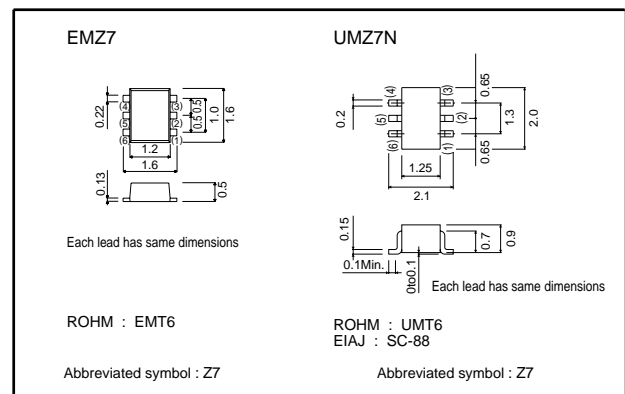 EMZ7
0.22
(4)
(3)
(5)
(2)
(6)
(1)
0.5
0.5
1.0
1.6
1.2
1.6
0.13
0.5
Each lead has same dimensions
ROHM : EMT6
Abbreviated symbol : Z7
UMZ7N
0.2
(4)
(3)
(5)
(2)
(6)
(1)
0.65
0.65
1.3
2.0
1.25
2.1
0.15
0.1Min.
0to0.1
0.7
0.9
Each lead has same dimensions
ROHM : UMT6
EIAJ : SC-88
Abbreviated symbol : Z7